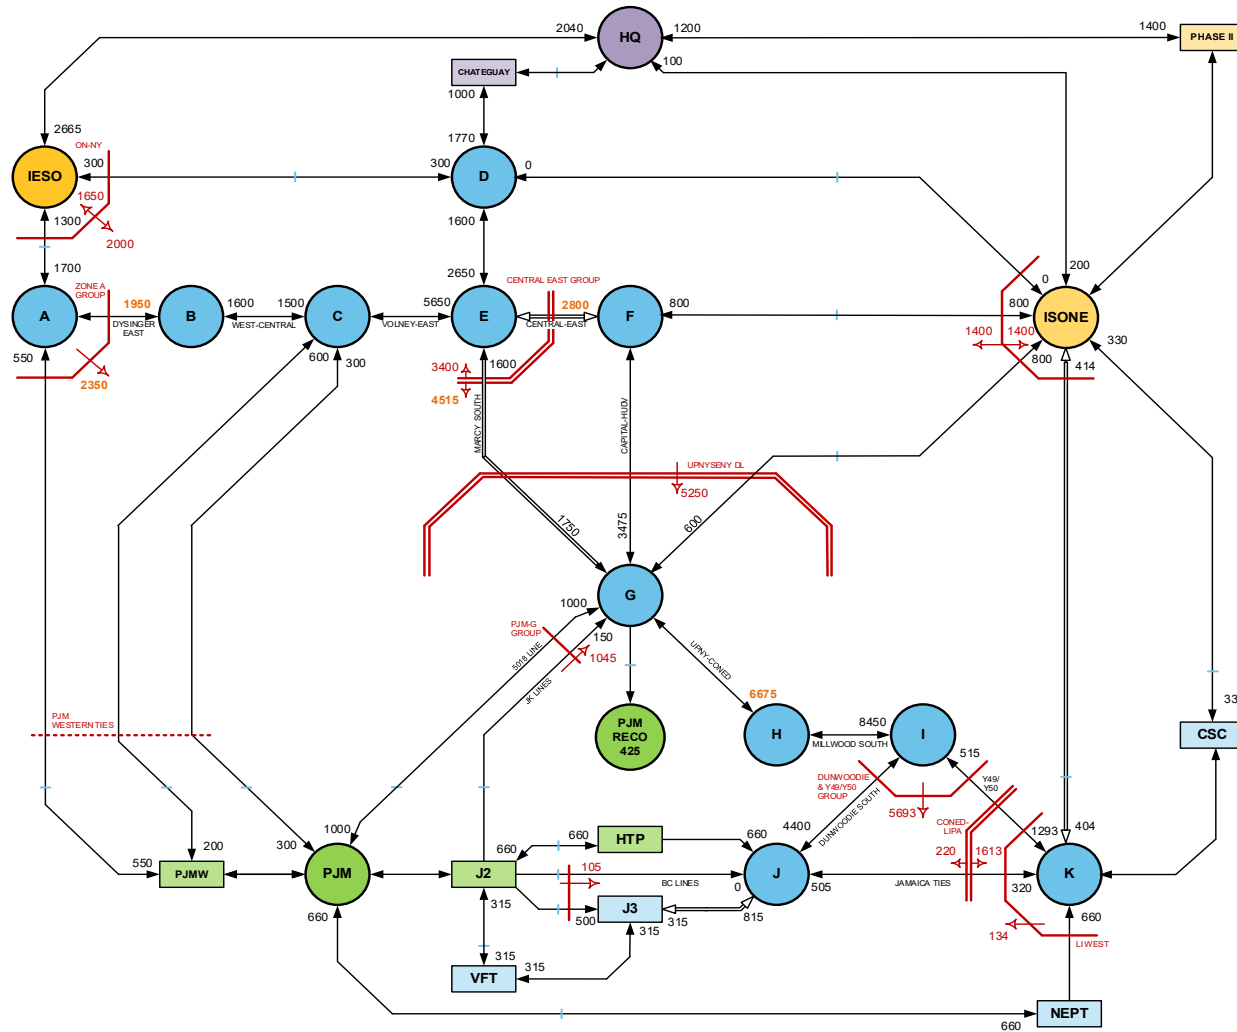 2040
HQ
1200
1400
PHASE II
100
CHATEGUAY
1000
2665
ON-NY
1770
300
300
0
IESO
D
1650
1300
2000
1600
1700
ZONE A
GROUP
2650
CENTRAL EAST GROUP
200
0
1950
1600
1500
5650
2800
800
800
A
B
C
E
F
ISONE
DYSINGER
EAST
WEST-CENTRAL
VOLNEY-EAST
CENTRAL-EAST
1400
1400
330
550
600
300
1600
3400
800
414
2350
4515
MARCY SOUTH
CAPITAL-HUD/
UPNYSENY DL
5250
1750
3475
600
G
1000
PJM-G
GROUP
150
1045
5018 LINE
JK LINES
UPNY-CONED
6675
PJM
WESTERN TIES
PJM
RECO
425
H
8450
I
MILLWOOD SOUTH
515
33
CSC
DUNWOODIE
& Y49/Y50
GROUP
Y49/
Y50
DUNWOODIE SOUTH
5693
CONED-
LIPA
1000
300
660
HTP
660
4400
1293
404
550
200
660
105
220
1613
PJMW
PJM
J2
BC LINES
J
505
JAMAICA TIES
320
K
0
660
315
500
J3
315
815
660
315
134
LI WEST
315
315
VFT
NEPT
660